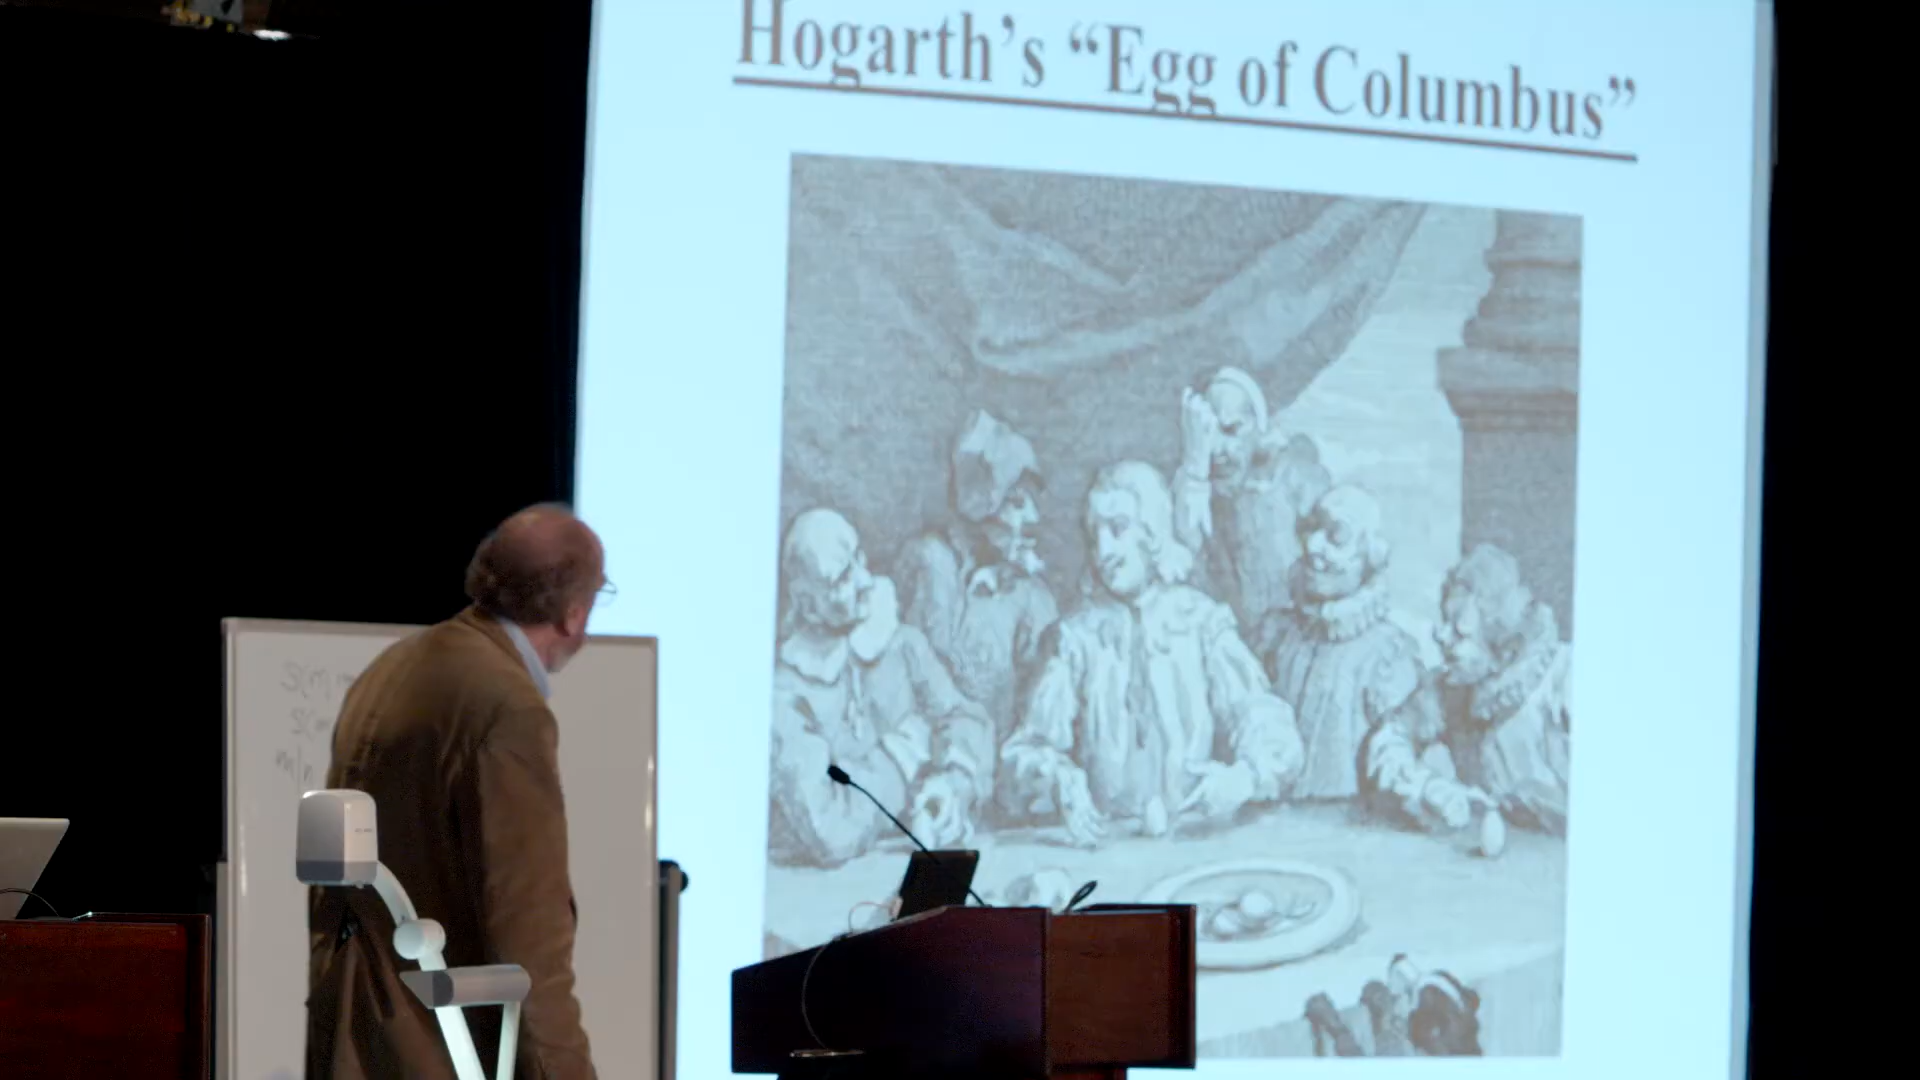 Hogarth's “Egg of Columbus”
S(m)
S(m
m/n